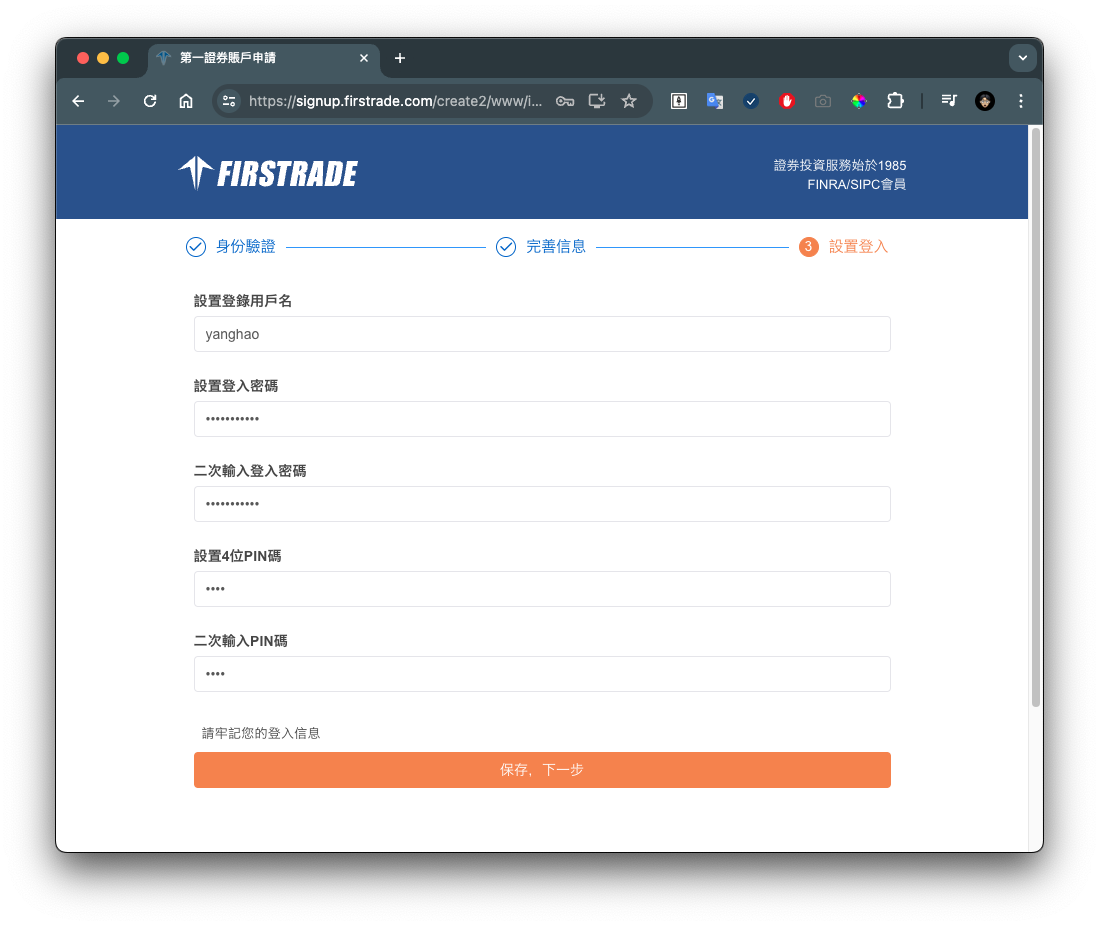 第一證券賬戶申請
https://signup.firstrade.com/create2/www/i...
FIRSTRADE
證券投資服務始於1985
FINRA/SIPC會員
身份驗證
完善信息
3 設置登入
設置登錄用戶名
yanghao
設置登入密碼
•••••••••••
二次輸入登入密碼
•••••••••••
設置4位PIN碼
••••
二次輸入PIN碼
••••
請牢記您的登入信息
保存，下一步